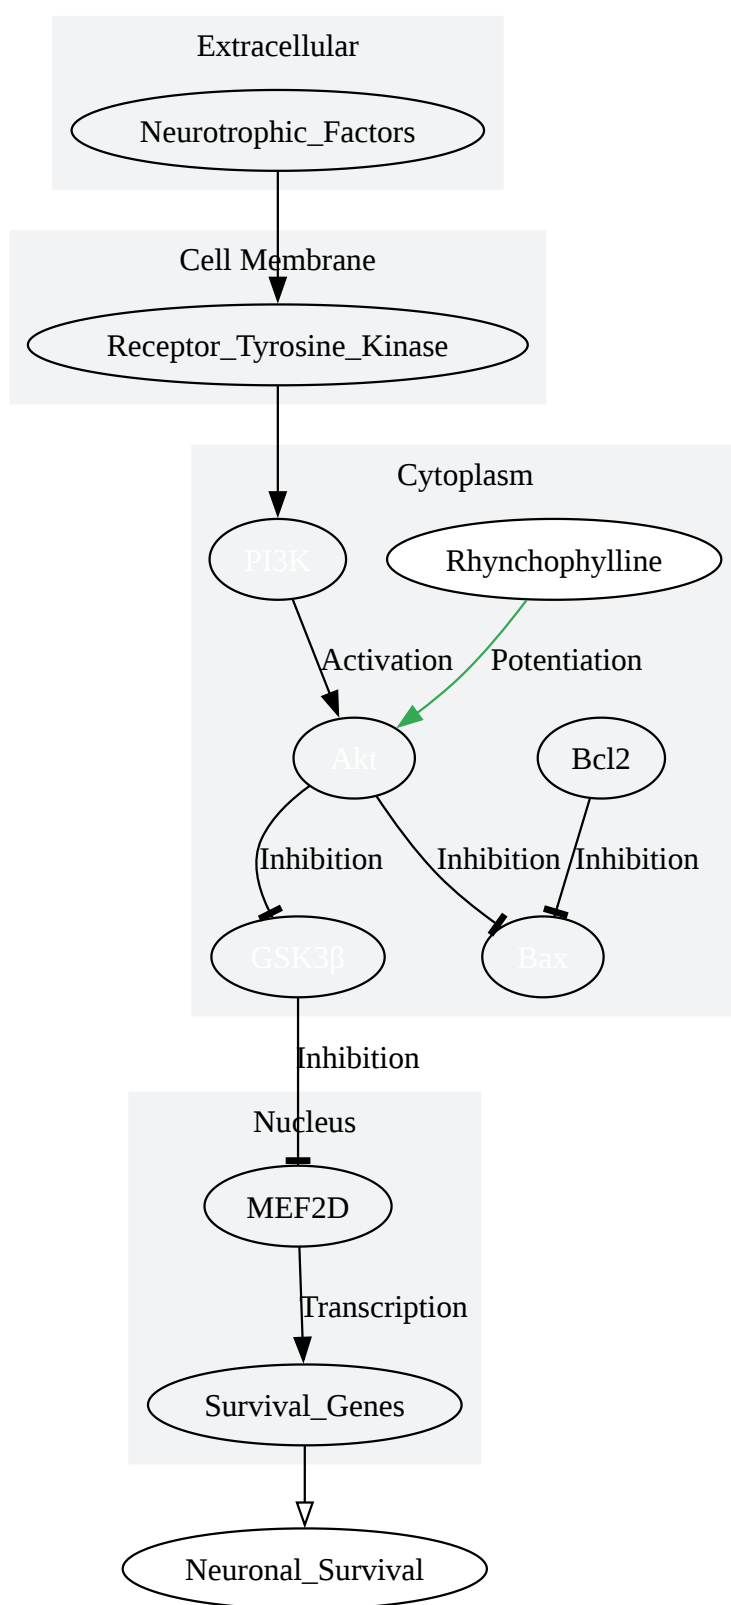 Extracellular
Neurotrophic_Factors
Cell Membrane
Receptor_Tyrosine_Kinase
Cytoplasm
PI3K
Rhynchophylline
Activation
Potentiation
Akt
Bcl2
Inhibition
Inhibition
Inhibition
GSK3β
Bax
Inhibition
Nucleus
MEF2D
Transcription
Survival_Genes
Neuronal_Survival